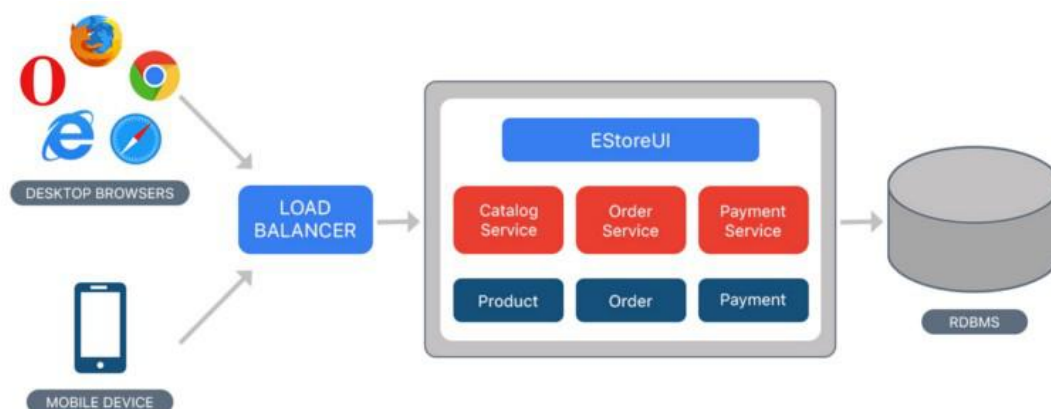 DESKTOP BROWSERS
MOBILE DEVICE
LOAD
BALANCER
EStoreUI
Catalog
Service
Order
Service
Payment
Service
Product
Order
Payment
RDBMS